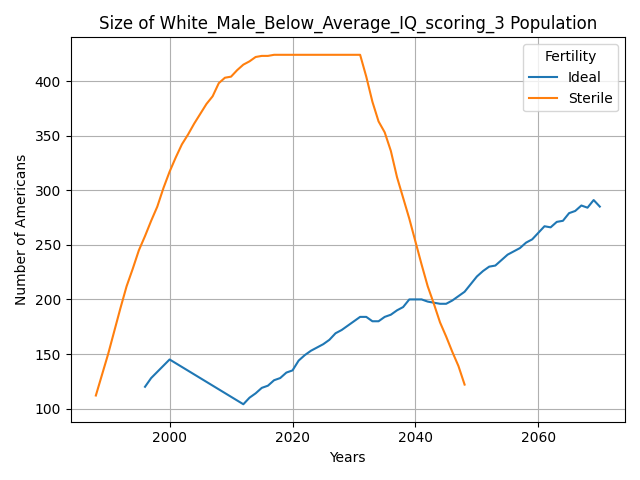 Size of White_Male_Below_Average_IQ_scoring_3 Population
Fertility
Ideal
Sterile
Number of Americans
400
350
300
250
200
150
100
2000
2020
2040
2060
Years